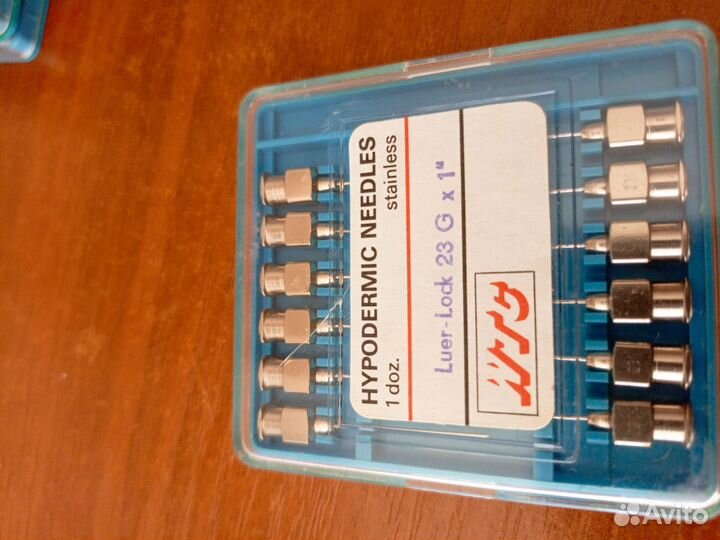 HYPODERMIC NEEDLES
1 doz. stainless
Luer-Lock 23 G x 1"
Avito